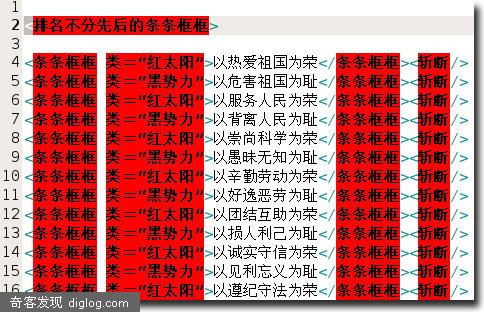 1
2 <排名不分先后的条条框框>
3
4 <条条框框 类="红太阳">以热爱祖国为荣</条条框框><斩断/>
5 <条条框框 类="黑势力">以危害祖国为耻</条条框框><斩断/>
6 <条条框框 类="红太阳">以服务人民为荣</条条框框><斩断/>
7 <条条框框 类="黑势力">以背离人民为耻</条条框框><斩断/>
8 <条条框框 类="红太阳">以崇尚科学为荣</条条框框><斩断/>
9 <条条框框 类="黑势力">以愚昧无知为耻</条条框框><斩断/>
10 <条条框框 类="红太阳">以辛勤劳动为荣</条条框框><斩断/>
11 <条条框框 类="黑势力">以好逸恶劳为耻</条条框框><斩断/>
12 <条条框框 类="红太阳">以团结互助为荣</条条框框><斩断/>
13 <条条框框 类="黑势力">以损人利己为耻</条条框框><斩断/>
14 <条条框框 类="红太阳">以诚实守信为荣</条条框框><斩断/>
15 <条条框框 类="黑势力">以见利忘义为耻</条条框框><斩断/>
16 <条条框框 类="红太阳">以遵纪守法为荣</条条框框><斩断/>
奇客发现 diglog.com